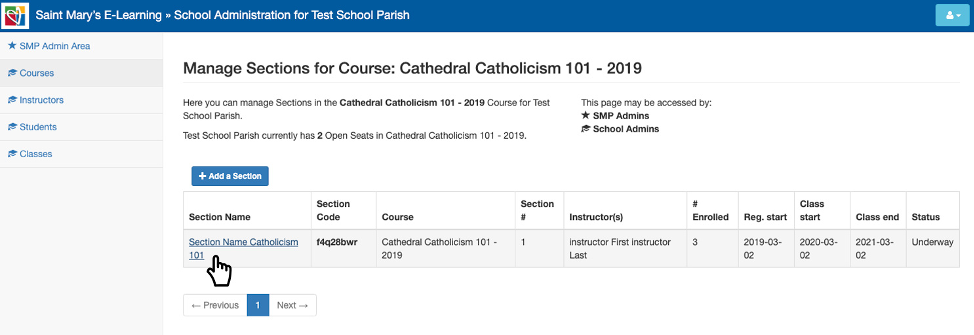 Saint Mary's E-Learning » School Administration for Test School Parish
SMP Admin Area
Courses
Instructors
Students
Classes
Manage Sections for Course: Cathedral Catholicism 101 - 2019
Here you can manage Sections in the Cathedral Catholicism 101 - 2019 Course for Test
School Parish.
Test School Parish currently has 2 Open Seats in Cathedral Catholicism 101 - 2019.
This page may be accessed by:
SMP Admins
School Admins
+ Add a Section
Section Name
Section
Code
Course
Section
#
Instructor(s)
#
Enrolled
Reg. start
Class
start
Class end
Status
Section Name Catholicism
101
f4q28bwr
Cathedral Catholicism 101 -
2019
1
instructor First instructor
Last
3
2019-03-
02
2020-03-
02
2021-03-
02
Underway
← Previous
1
Next →